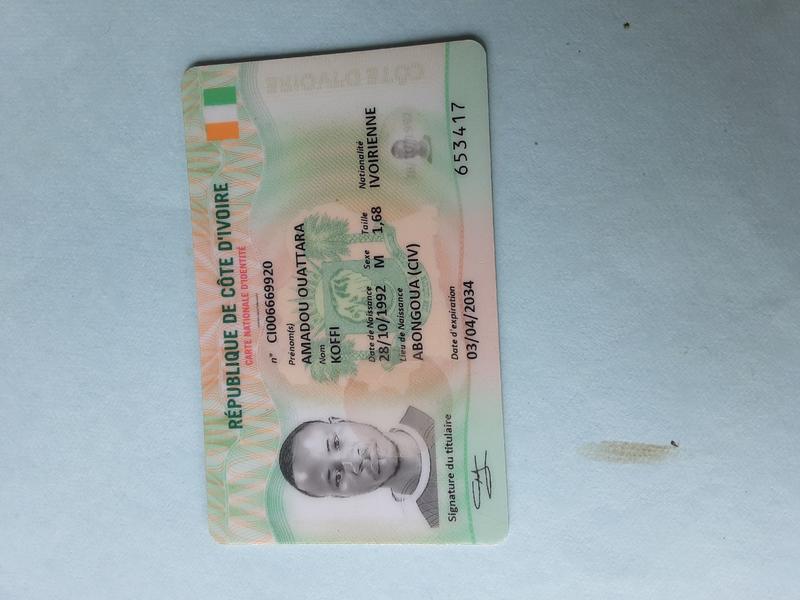 RÉPUBLIQUE DE CÔTE D'IVOIRE
CARTE NATIONALE D'IDENTITÉ
CÔTE D'IVOIRE
n° CI006669920
Prénom(s)
AMADOU OUATTARA
Nom
KOFFI
Date de Naissance Sexe Taille Nationalité
28/10/1992 M 1,68 IVOIRIENNE
Lieu de Naissance
ABONGOUA (CIV)
Date d'expiration
03/04/2034
653417
Signature du titulaire